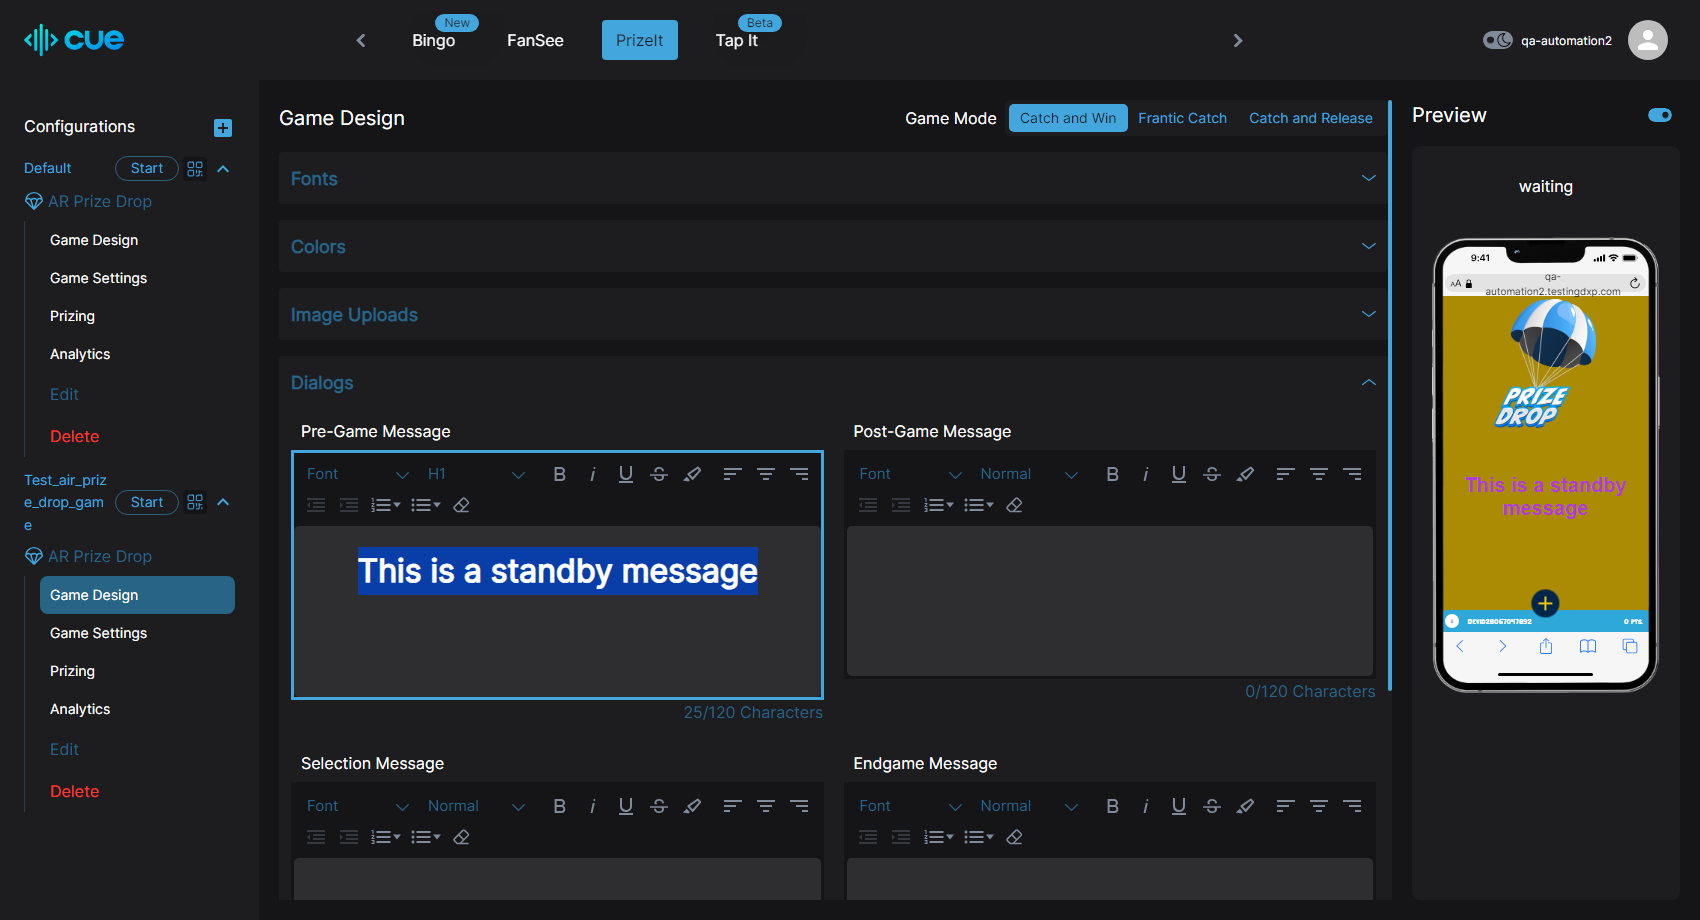 cue
New
Bingo
FanSee
PrizeIt
Beta
Tap It
qa-automation2
Configurations
Default
Start
AR Prize Drop
Game Design
Game Settings
Prizing
Analytics
Edit
Delete
Test_air_priz
e_drop_gam
e
Start
AR Prize Drop
Game Design
Game Settings
Prizing
Analytics
Edit
Delete
Game Design
Game Mode
Catch and Win
Frantic Catch
Catch and Release
Fonts
Colors
Image Uploads
Dialogs
Pre-Game Message
Font
H1
B i U S
This is a standby message
25/120 Characters
Post-Game Message
Font
Normal
B i U S
0/120 Characters
Selection Message
Font
Normal
B i U S
Endgame Message
Font
Normal
B i U S
Preview
waiting
9:41
AA
qa-
automation2.testingdxp.com
PRIZE
DROP
This is a standby
message
0 PTS.